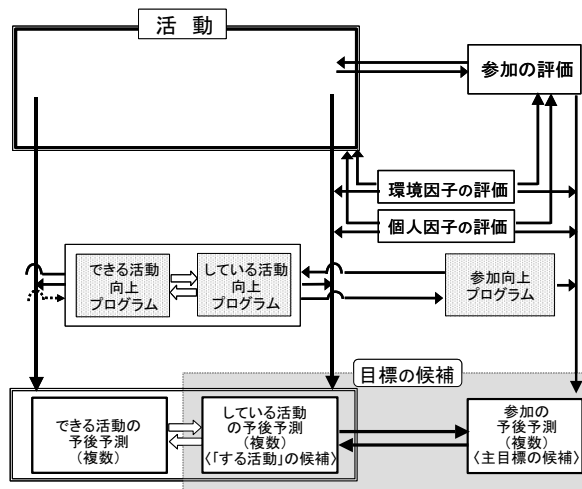 活 動
参加の評価
環境因子の評価
個人因子の評価
できる活動
向上
プログラム
している活動
向上
プログラム
参加向上
プログラム
目標の候補
できる活動の
予後予測
(複数)
している活動
の予後予測
(複数)
〈「する活動」の候補〉
参加の
予後予測
(複数)
〈主目標の候補〉